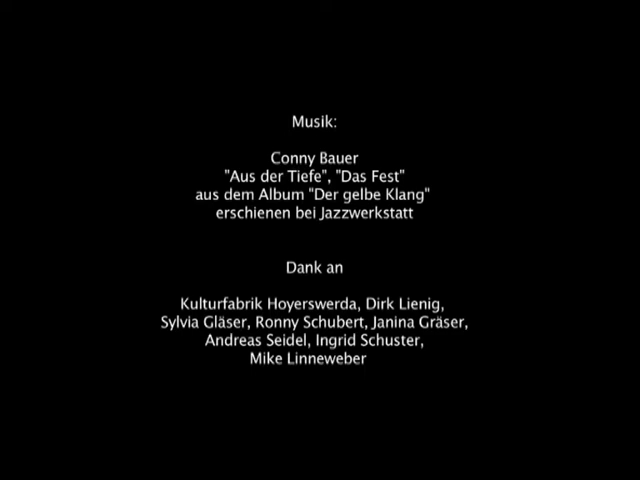 Musik:
Conny Bauer
"Aus der Tiefe", "Das Fest"
aus dem Album "Der gelbe Klang"
erschienen bei Jazzwerkstatt
Dank an
Kulturfabrik Hoyerswerda, Dirk Lienig,
Sylvia Gläser, Ronny Schubert, Janina Gräser,
Andreas Seidel, Ingrid Schuster,
Mike Linneweber